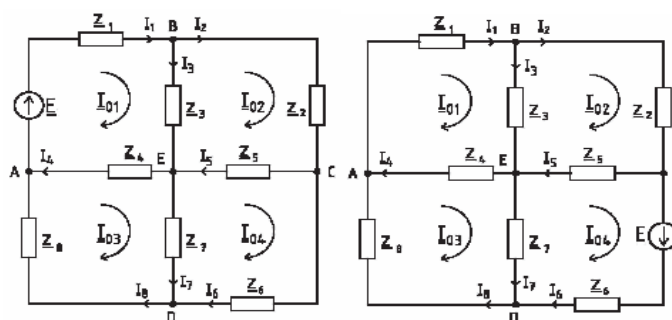 Z1 I1 B I2
I3
I01 Z3 I02 Z2
E
A I4 Z4 E I5 Z5 C
Z8 I03 Z7 I04
I7
I8 D I6 Z6
Z1 I1 B I2
I3
I01 Z3 I02 Z2
A I4 Z4 E I5 Z5
Z8 I03 Z7 I04 E
I7
I8 D I6 Z6